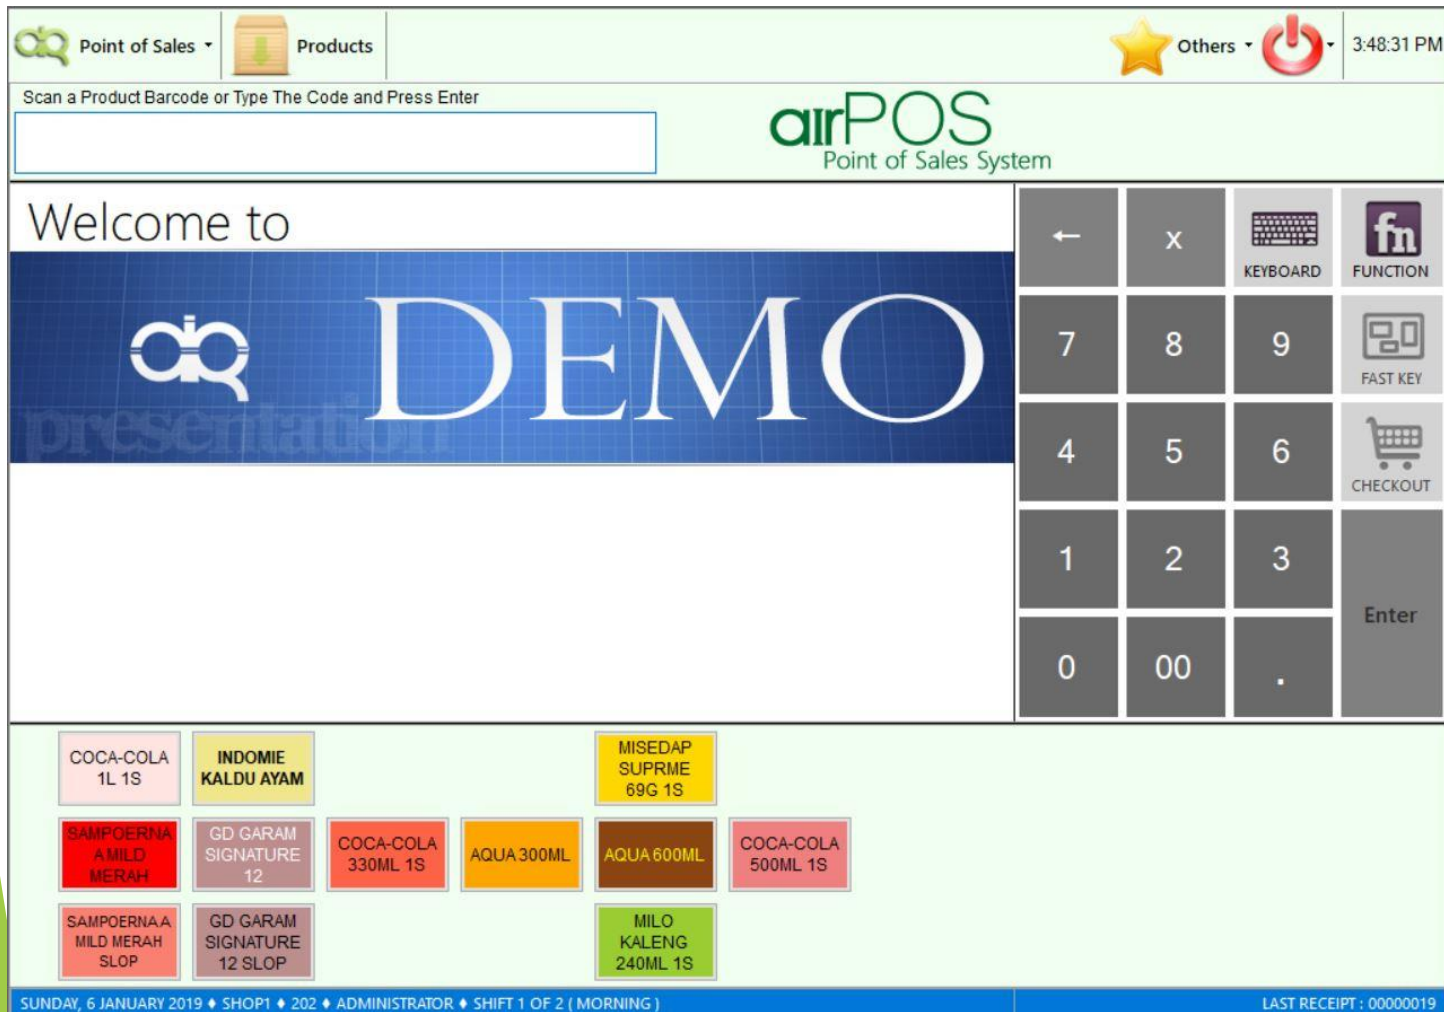 Point of Sales
Products
Others
3:48:31 PM
Scan a Product Barcode or Type The Code and Press Enter
aırPOS
Point of Sales System
Welcome to
DEMO
presentation
←
x
KEYBOARD
fn
FUNCTION
7
8
9
FAST KEY
4
5
6
CHECKOUT
1
2
3
Enter
0
00
.
COCA-COLA
1L 1S
INDOMIE
KALDU AYAM
MISEDAP
SUPRME
69G 1S
SAMPOERNA
A MILD
MERAH
GD GARAM
SIGNATURE
12
COCA-COLA
330ML 1S
AQUA 300ML
AQUA 600ML
COCA-COLA
500ML 1S
SAMPOERNA A
MILD MERAH
SLOP
GD GARAM
SIGNATURE
12 SLOP
MILO
KALENG
240ML 1S
SUNDAY, 6 JANUARY 2019 ♦ SHOP1 ♦ 202 ♦ ADMINISTRATOR ♦ SHIFT 1 OF 2 ( MORNING )
LAST RECEIPT : 00000019